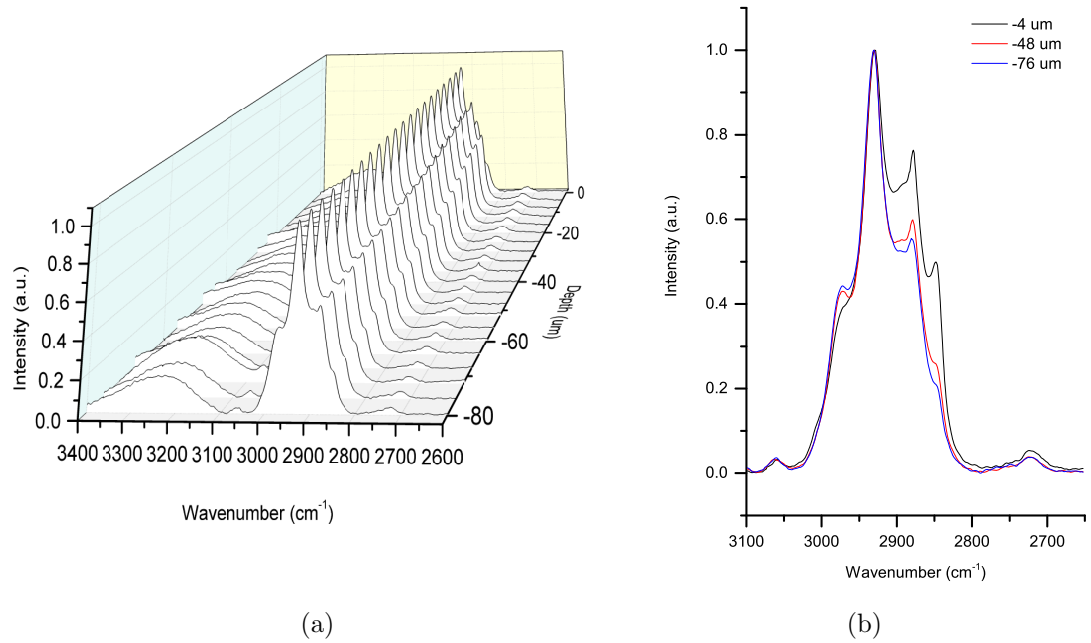 1.0
0.8
0.6
0.4
0.2
0.0
Intensity (a.u.)
3400 3300 3200 3100 3000 2900 2800 2700 2600
Wavenumber (cm-1)
0
-20
-40
-60
-80
Depth (um)
(a)
-4 um
-48 um
-76 um
1.0
0.8
0.6
0.4
0.2
0.0
Intensity (a.u.)
3100 3000 2900 2800 2700
Wavenumber (cm-1)
(b)